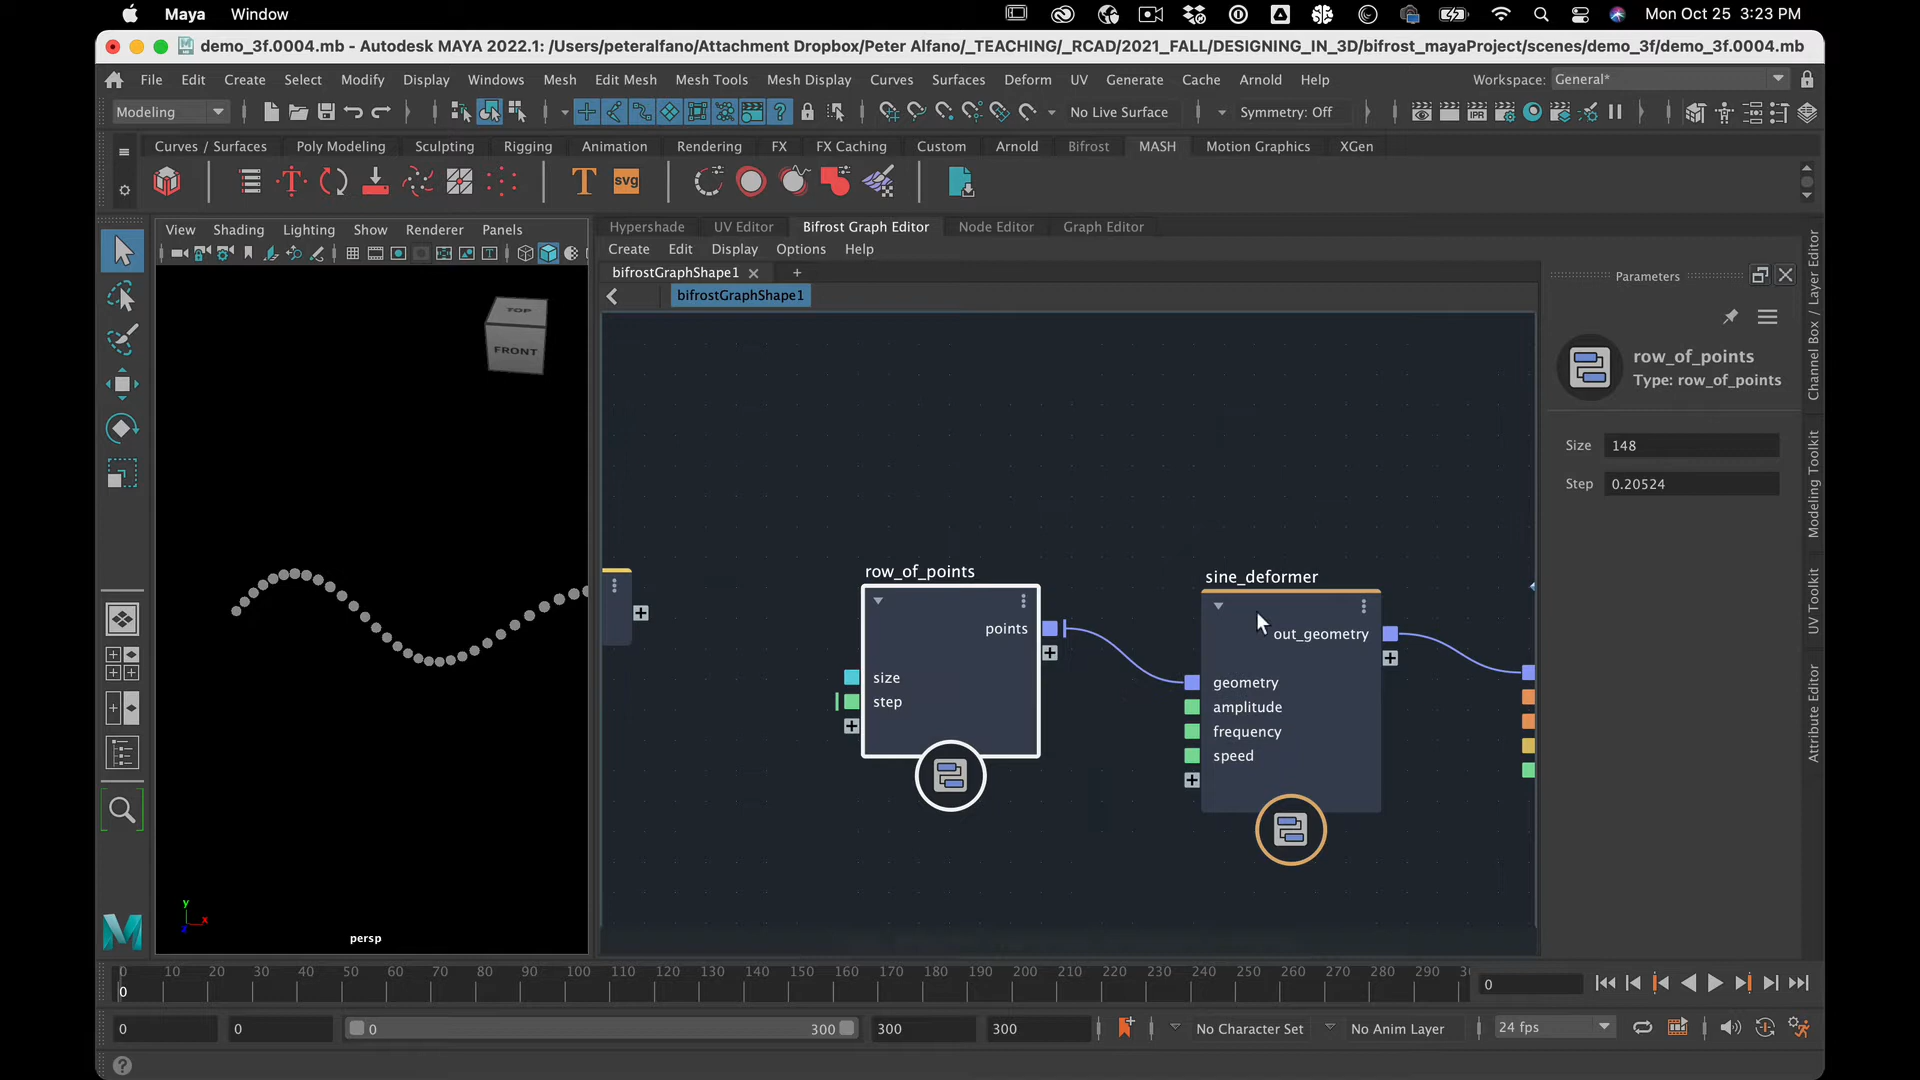 Maya Window Mon Oct 25 3:23 PM
demo_3f.0004.mb - Autodesk MAYA 2022.1: /Users/peteralfano/Attachment Dropbox/Peter Alfano/_TEACHING/_RCAD/2021_FALL/DESIGNING_IN_3D/bifrost_mayaProject/scenes/demo_3f/demo_3f.0004.mb
File Edit Create Select Modify Display Windows Mesh Edit Mesh Mesh Tools Mesh Display Curves Surfaces Deform UV Generate Cache Arnold Help Workspace: General*
Modeling No Live Surface Symmetry: Off
Curves / Surfaces Poly Modeling Sculpting Rigging Animation Rendering FX FX Caching Custom Arnold Bifrost MASH Motion Graphics XGen
T svg
View Shading Lighting Show Renderer Panels
Hypershade UV Editor Bifrost Graph Editor Node Editor Graph Editor
Create Edit Display Options Help
bifrostGraphShape1
bifrostGraphShape1
TOP
FRONT
Parameters
row_of_points
Type: row_of_points
Size 148
Step 0.20524
row_of_points
points
size
step
sine_deformer
out_geometry
geometry
amplitude
frequency
speed
Channel Box / Layer Editor
Modeling Toolkit
UV Toolkit
Attribute Editor
y
x
persp
0 10 20 30 40 50 60 70 80 90 100 110 120 130 140 150 160 170 180 190 200 210 220 230 240 250 260 270 280 290
0
0
0 0 0 300 300 300 No Character Set No Anim Layer 24 fps